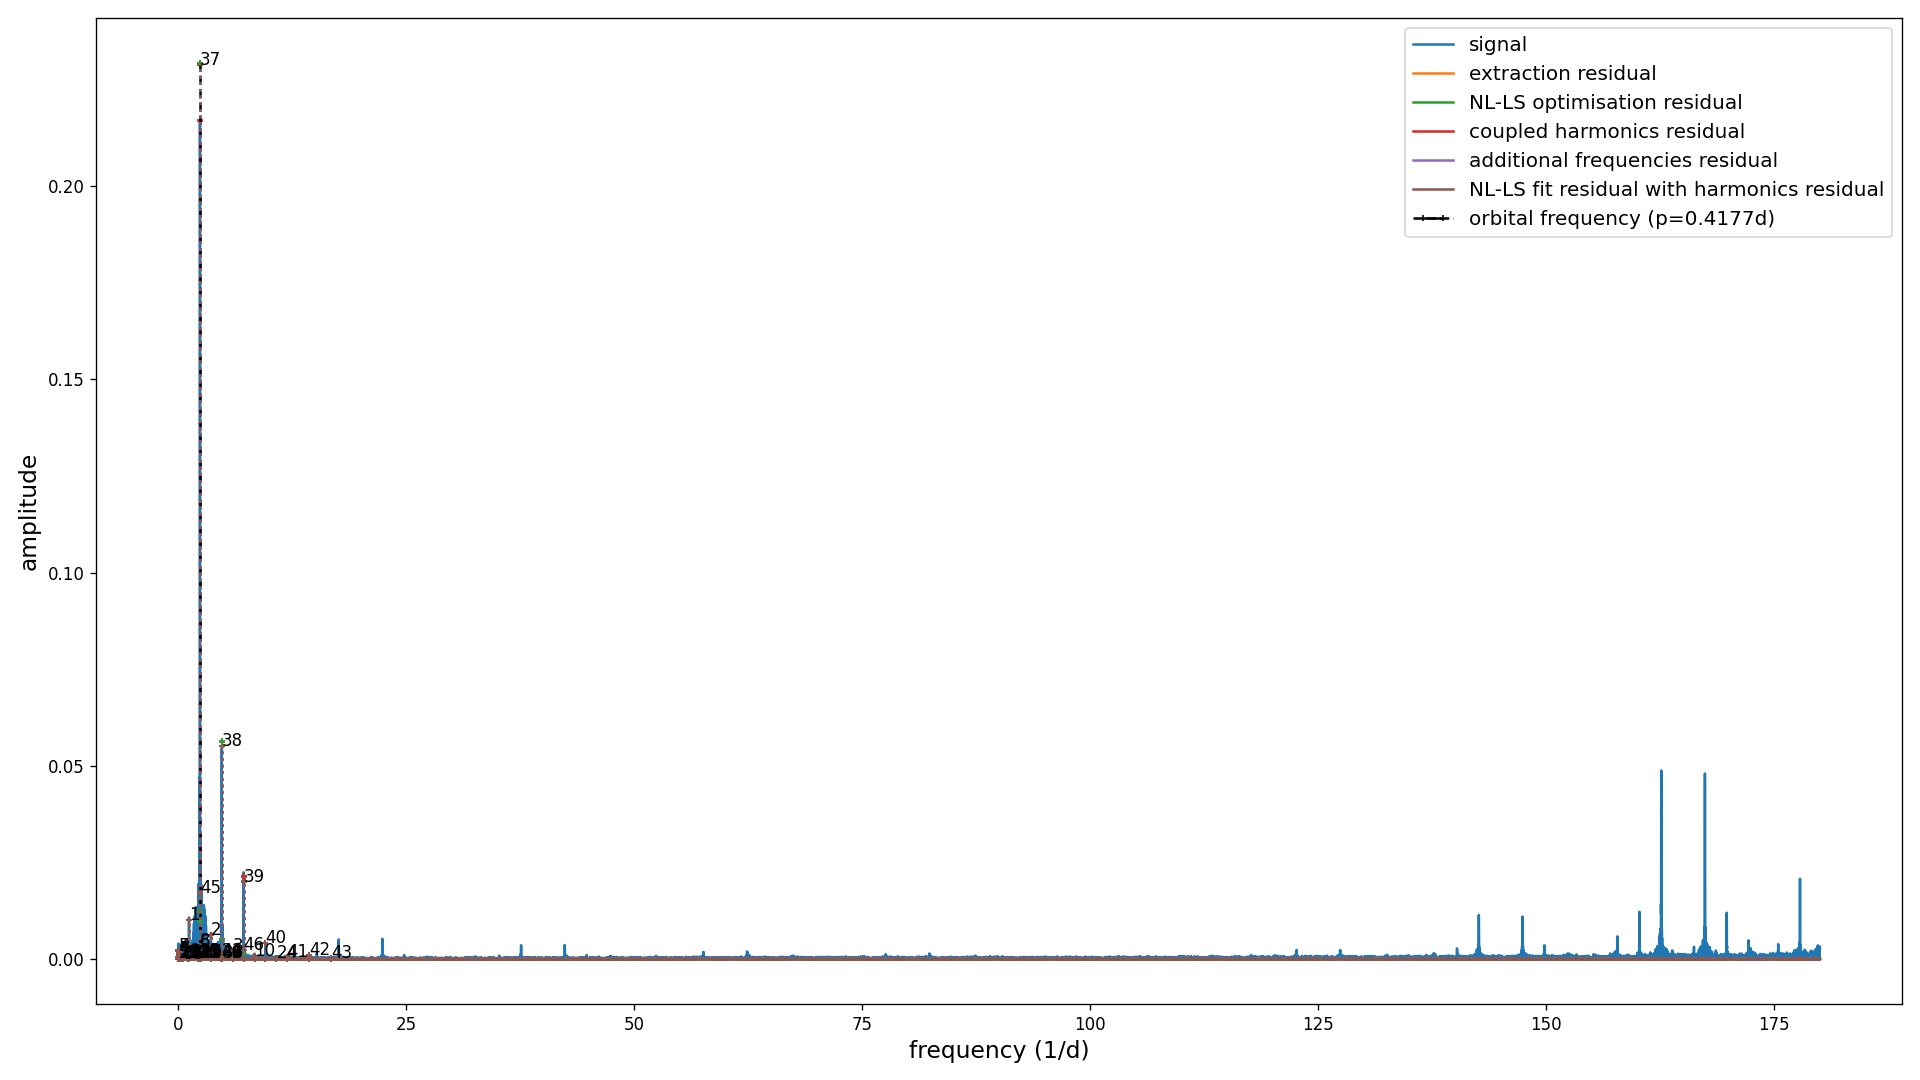 signal
extraction residual
NL-LS optimisation residual
coupled harmonics residual
additional frequencies residual
NL-LS fit residual with harmonics residual
orbital frequency (p=0.4177d)
amplitude
0.20
0.15
0.10
0.05
0.00
37
38
45
39
1
2
40
46
10
24
41
42
43
0
25
50
75
100
125
150
175
frequency (1/d)